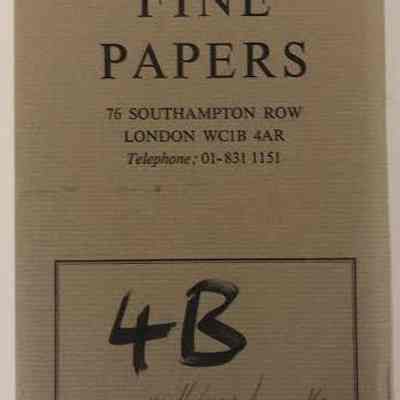 FINE
PAPERS
76 SOUTHAMPTON ROW
LONDON WC1B 4AR
Telephone; 01-831 1151
4B